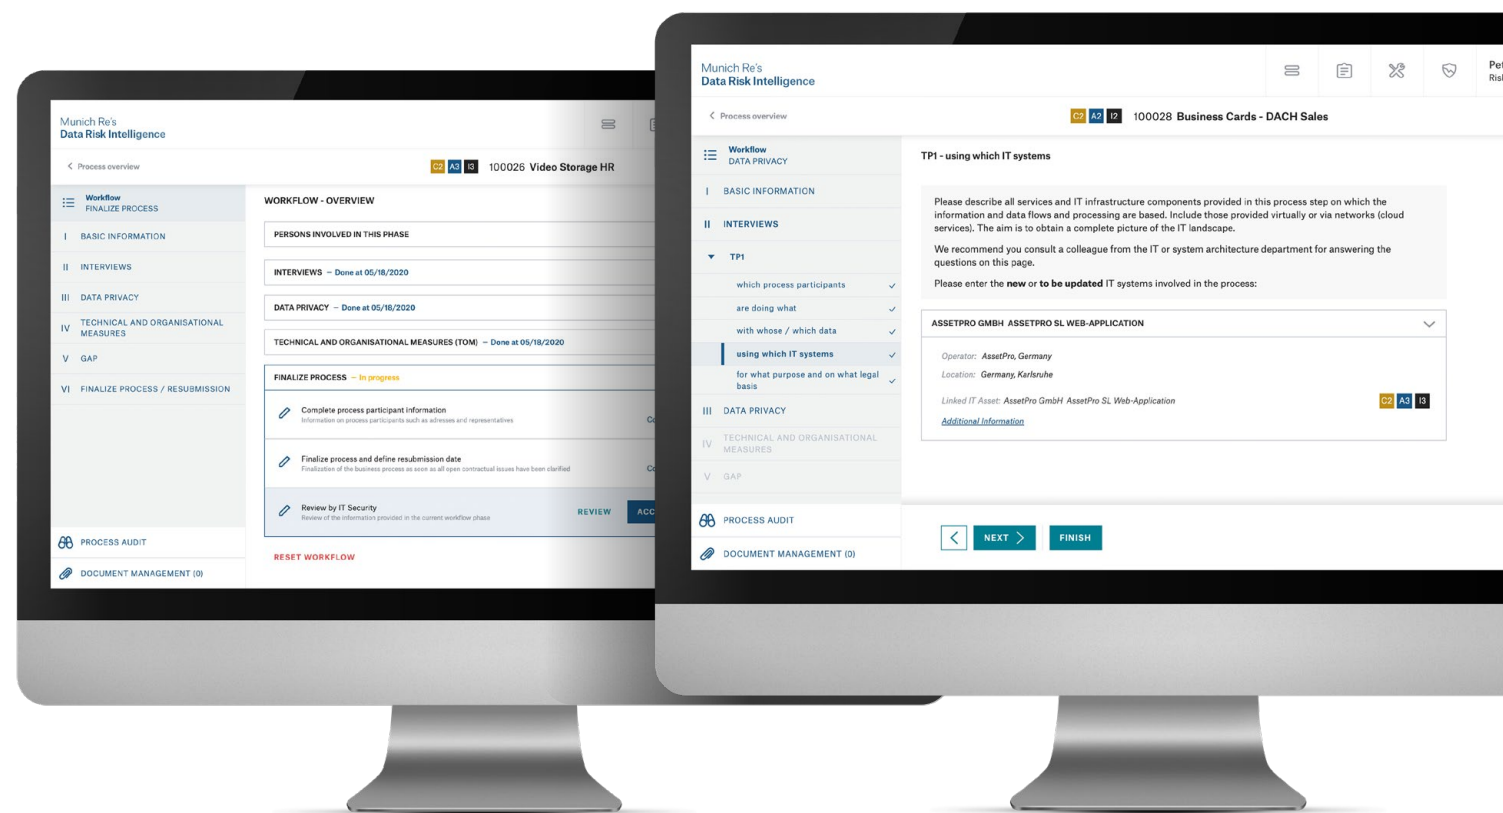 Munich Re's
Data Risk Intelligence
Process overview
C2 A3 I3 100026 Video Storage HR
Workflow
FINALIZE PROCESS
I BASIC INFORMATION
II INTERVIEWS
III DATA PRIVACY
IV TECHNICAL AND ORGANISATIONAL
MEASURES
V GAP
VI FINALIZE PROCESS / RESUBMISSION
PROCESS AUDIT
DOCUMENT MANAGEMENT (0)
WORKFLOW - OVERVIEW
PERSONS INVOLVED IN THIS PHASE
INTERVIEWS – Done at 05/18/2020
DATA PRIVACY – Done at 05/18/2020
TECHNICAL AND ORGANISATIONAL MEASURES (TOM) – Done at 05/18/2020
FINALIZE PROCESS – In progress
Complete process participant information
Information on process participants such as adresses and representatives
Co
Finalize process and define resubmission date
Finalization of the business process as soon as all open contractual issues have been clarified
Co
Review by IT Security
Review of the information provided in the current workflow phase
REVIEW ACC
RESET WORKFLOW
Munich Re's
Data Risk Intelligence
Pet
Risk
Process overview
C2 A2 I2 100028 Business Cards - DACH Sales
Workflow
DATA PRIVACY
I BASIC INFORMATION
II INTERVIEWS
TP1
which process participants
are doing what
with whose / which data
using which IT systems
for what purpose and on what legal
basis
III DATA PRIVACY
IV TECHNICAL AND ORGANISATIONAL
MEASURES
V GAP
PROCESS AUDIT
DOCUMENT MANAGEMENT (0)
TP1 - using which IT systems
Please describe all services and IT infrastructure components provided in this process step on which the
information and data flows and processing are based. Include those provided virtually or via networks (cloud
services). The aim is to obtain a complete picture of the IT landscape.
We recommend you consult a colleague from the IT or system architecture department for answering the
questions on this page.
Please enter the new or to be updated IT systems involved in the process:
ASSETPRO GMBH ASSETPRO SL WEB-APPLICATION
Operator: AssetPro, Germany
Location: Germany, Karlsruhe
Linked IT Asset: AssetPro GmbH AssetPro SL Web-Application
C2 A3 I3
Additional Information
NEXT
FINISH